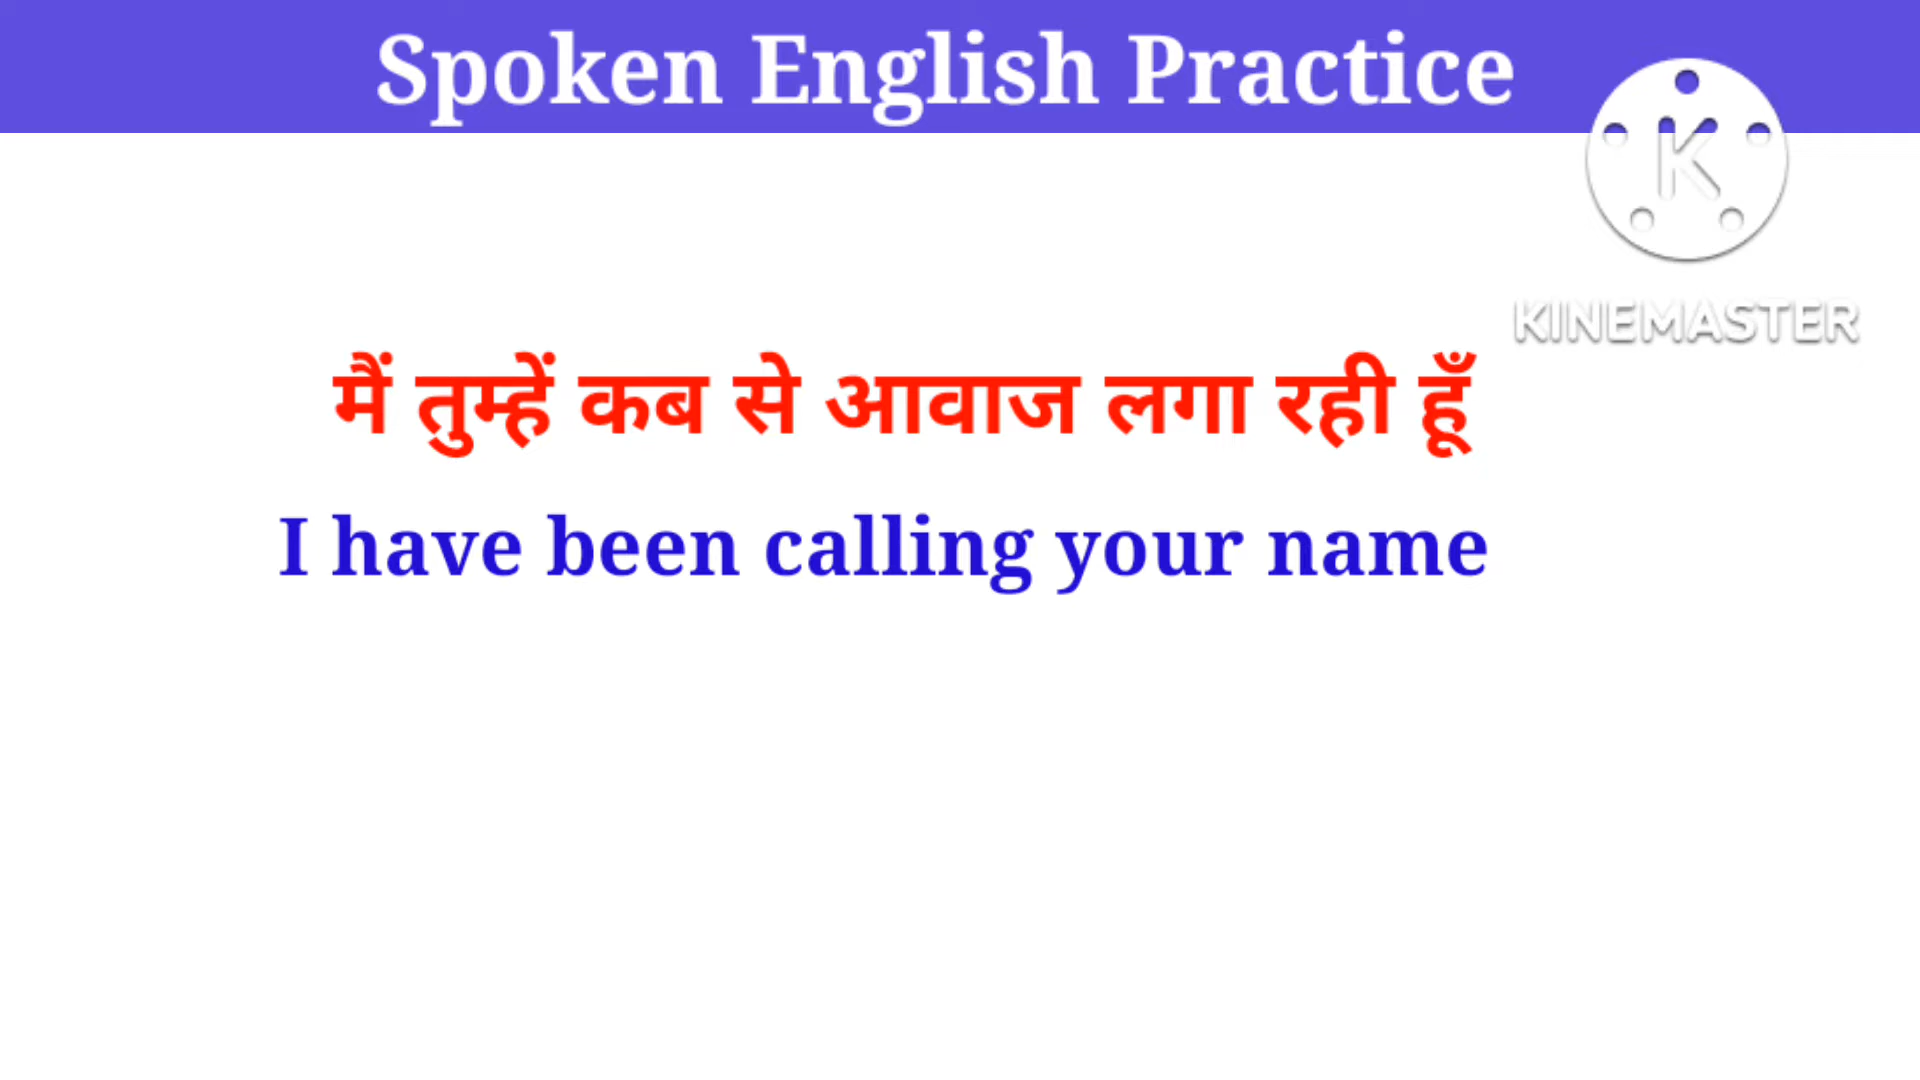 Spoken English Practice
KINEMASTER
मैं तुम्हें कब से आवाज लगा रही हूँ
I have been calling your name